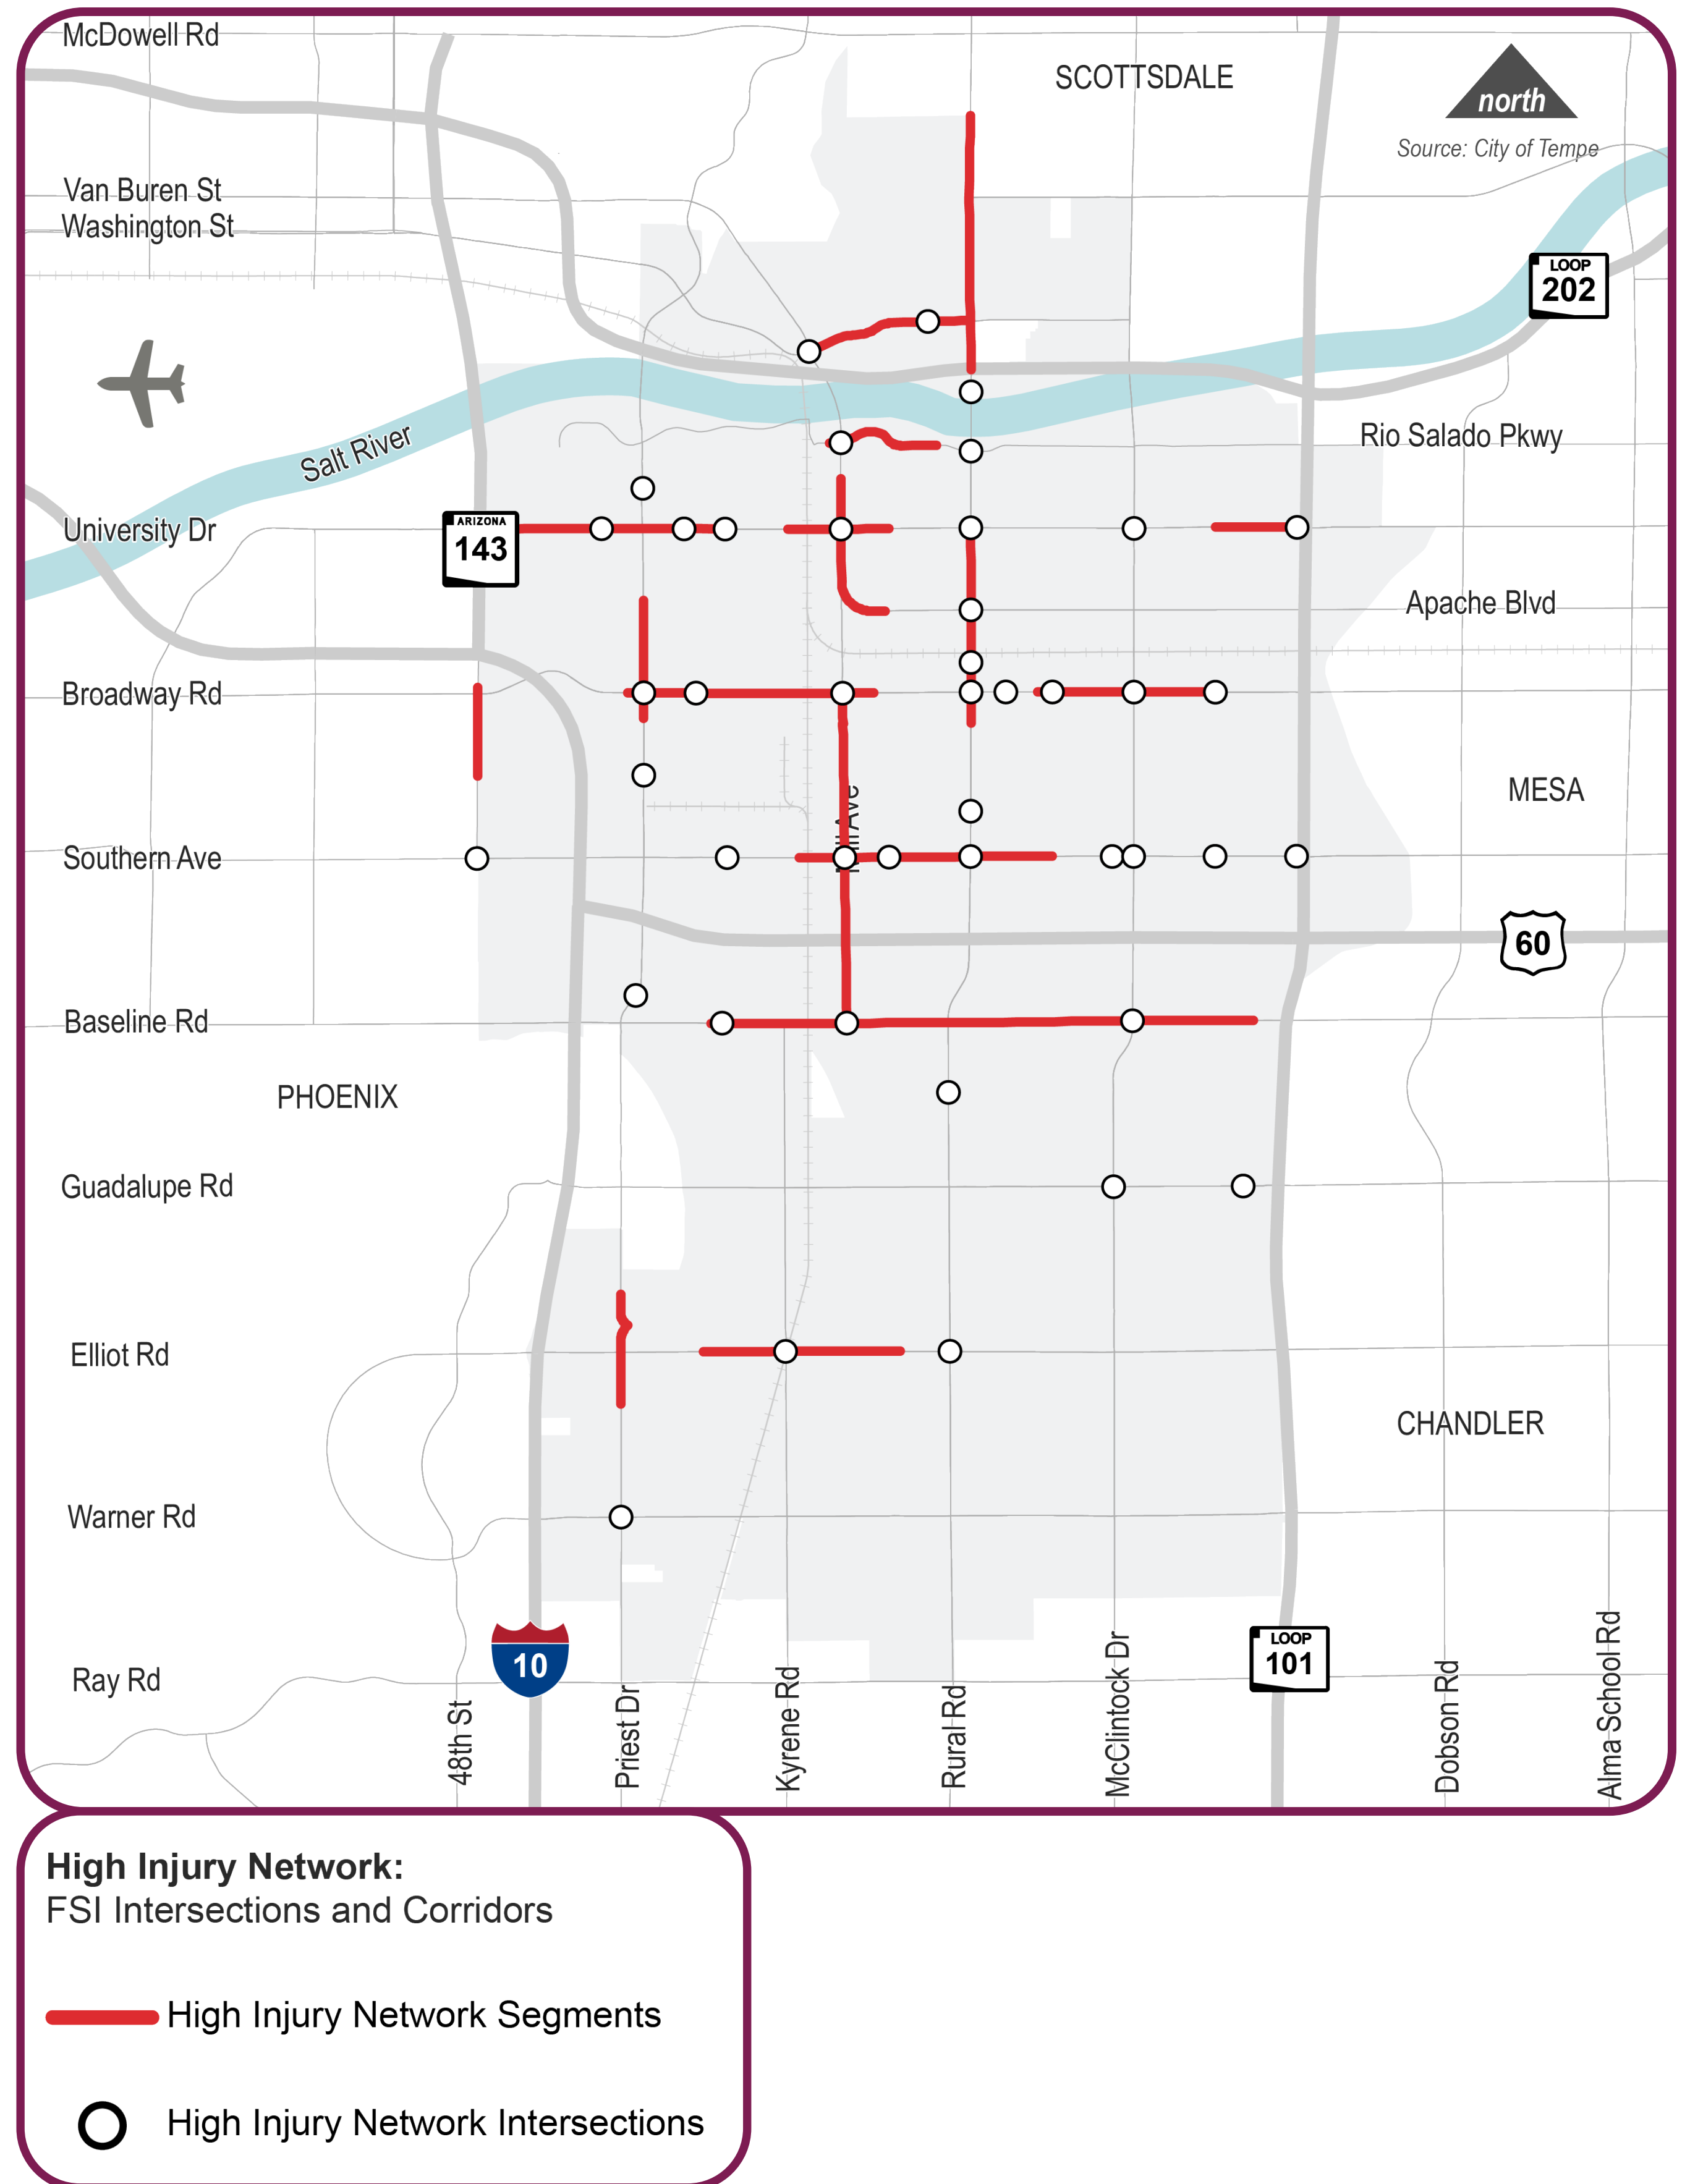 McDowell Rd
SCOTTSDALE
north
Source: City of Tempe
Van Buren St
Washington St
LOOP
202
Salt River
Rio Salado Pkwy
University Dr
ARIZONA
143
Apache Blvd
Broadway Rd
MESA
Mill Ave
Southern Ave
60
Baseline Rd
PHOENIX
Guadalupe Rd
Elliot Rd
CHANDLER
Warner Rd
Ray Rd
10
LOOP
101
48th St
Priest Dr
Kyrene Rd
Rural Rd
McClintock Dr
Dobson Rd
Alma School Rd
High Injury Network:
FSI Intersections and Corridors
High Injury Network Segments
High Injury Network Intersections